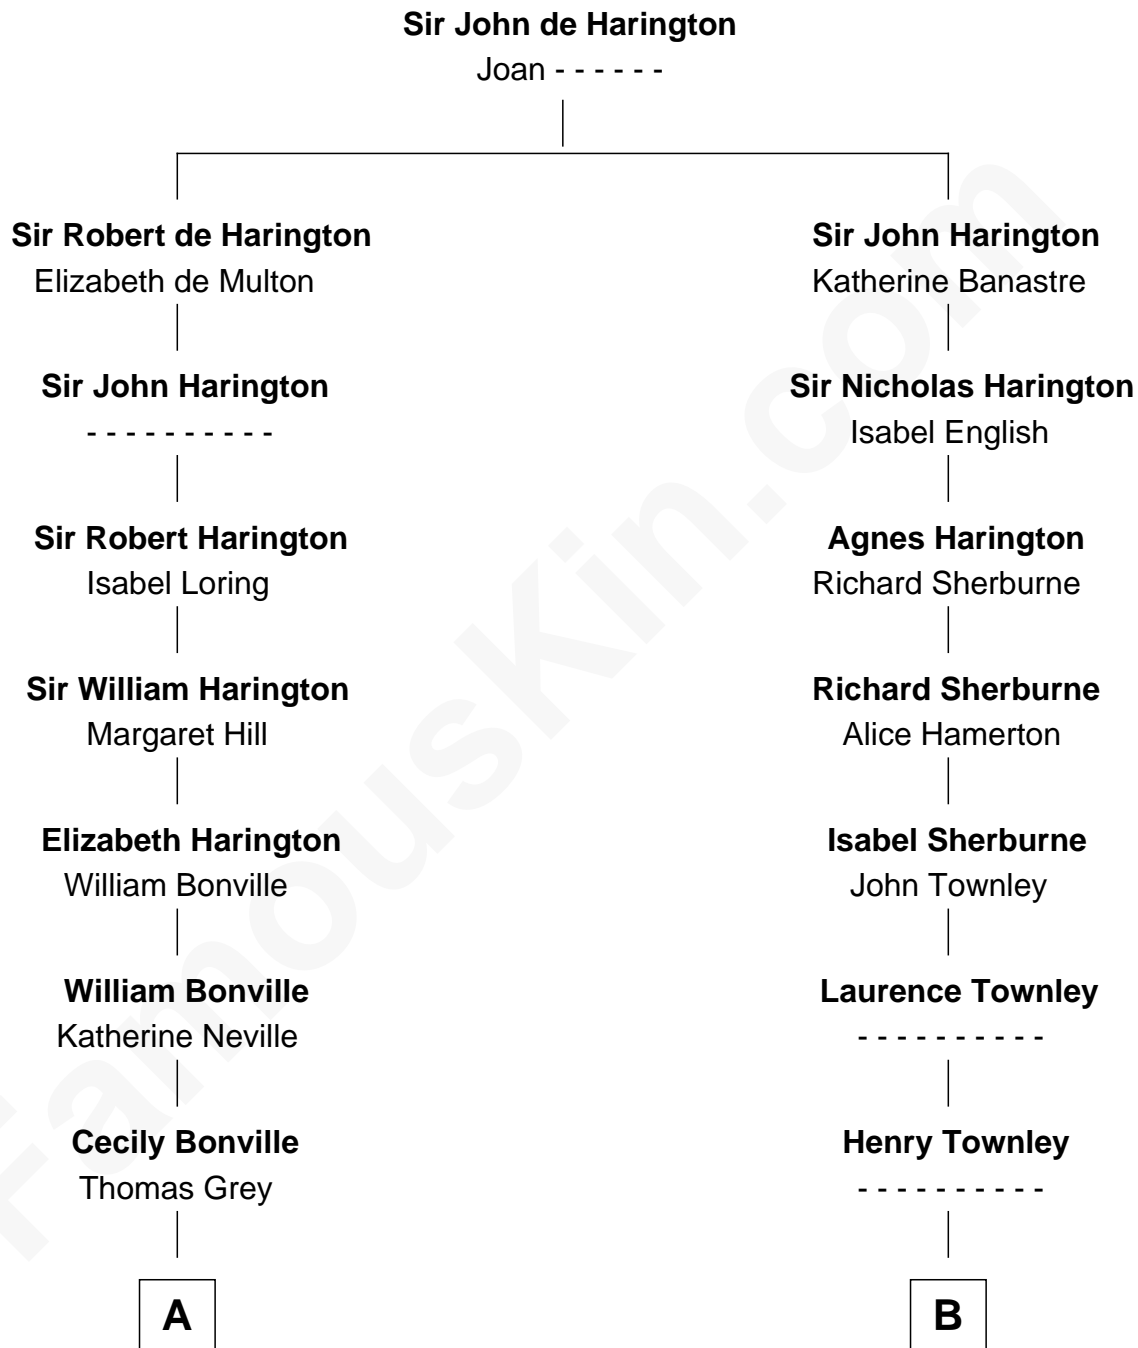 Sir John de Harington
Joan - - - - - -
Sir Robert de Harington
Elizabeth de Multon
Sir John Harington
- - - - - - - - - -
Sir Robert Harington
Isabel Loring
Sir William Harington
Margaret Hill
Elizabeth Harington
William Bonville
William Bonville
Katherine Neville
Cecily Bonville
Thomas Grey
A
Sir John Harington
Katherine Banastre
Sir Nicholas Harington
Isabel English
Agnes Harington
Richard Sherburne
Richard Sherburne
Alice Hamerton
Isabel Sherburne
John Townley
Laurence Townley
- - - - - - - - - -
Henry Townley
- - - - - - - - - -
B
FamousKin.com